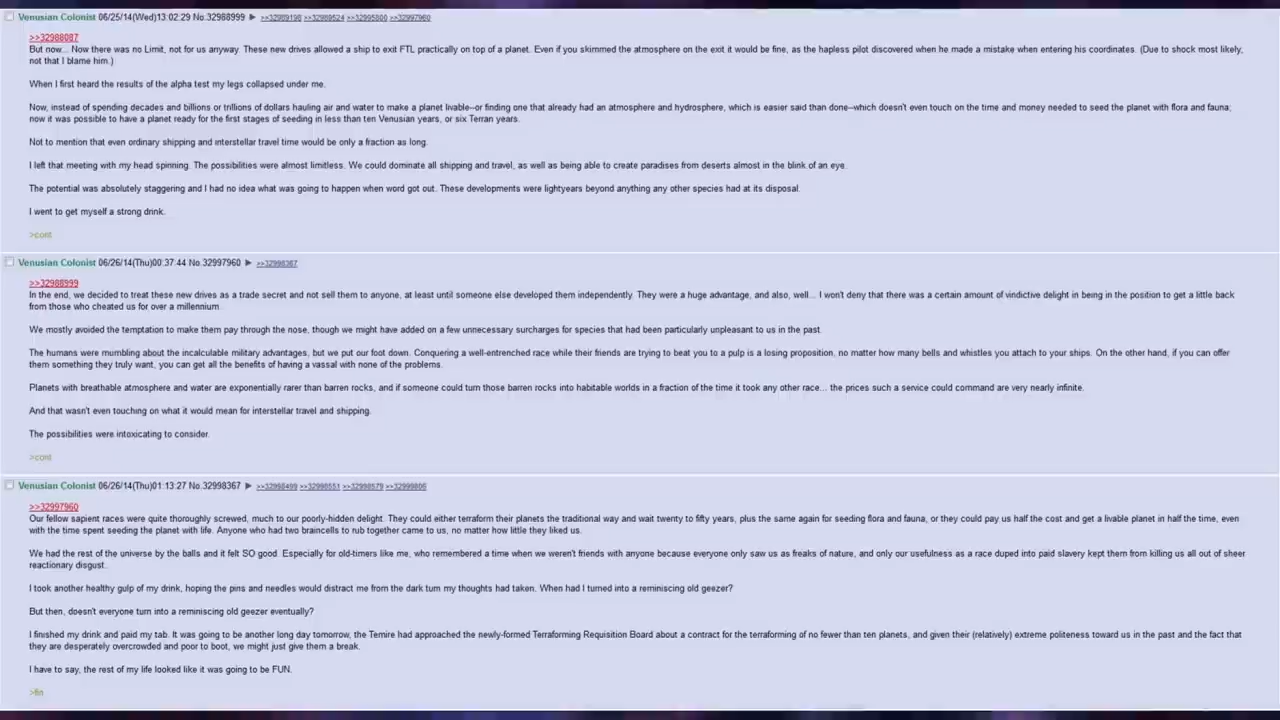 Venusian Colonist 06/25/14(Wed)13:02:29 No.32988999 ▶ >>32989198 >>32989524 >>32995800 >>32997960
>>32988087
But now... Now there was no Limit, not for us anyway. These new drives allowed a ship to exit FTL practically on top of a planet. Even if you skimmed the atmosphere on the exit it would be fine, as the hapless pilot discovered when he made a mistake when entering his coordinates. (Due to shock most likely,
not that I blame him.)
When I first heard the results of the alpha test my legs collapsed under me.
Now, instead of spending decades and billions or trillions of dollars hauling air and water to make a planet livable--or finding one that already had an atmosphere and hydrosphere, which is easier said than done--which doesn't even touch on the time and money needed to seed the planet with flora and fauna;
now it was possible to have a planet ready for the first stages of seeding in less than ten Venusian years, or six Terran years.
Not to mention that even ordinary shipping and interstellar travel time would be only a fraction as long.
I left that meeting with my head spinning. The possibilities were almost limitless. We could dominate all shipping and travel, as well as being able to create paradises from deserts almost in the blink of an eye.
The potential was absolutely staggering and I had no idea what was going to happen when word got out. These developments were lightyears beyond anything any other species had at its disposal.
I went to get myself a strong drink.
>cont
Venusian Colonist 06/26/14(Thu)00:37:44 No.32997960 ▶ >>32998367
>>32988999
In the end, we decided to treat these new drives as a trade secret and not sell them to anyone, at least until someone else developed them independently. They were a huge advantage, and also, well... I won't deny that there was a certain amount of vindictive delight in being in the position to get a little back
from those who cheated us for over a millennium.
We mostly avoided the temptation to make them pay through the nose, though we might have added on a few unnecessary surcharges for species that had been particularly unpleasant to us in the past.
The humans were mumbling about the incalculable military advantages, but we put our foot down. Conquering a well-entrenched race while their friends are trying to beat you to a pulp is a losing proposition, no matter how many bells and whistles you attach to your ships. On the other hand, if you can offer
them something they truly want, you can get all the benefits of having a vassal with none of the problems.
Planets with breathable atmosphere and water are exponentially rarer than barren rocks, and if someone could turn those barren rocks into habitable worlds in a fraction of the time it took any other race... the prices such a service could command are very nearly infinite.
And that wasn't even touching on what it would mean for interstellar travel and shipping.
The possibilities were intoxicating to consider.
>cont
Venusian Colonist 06/26/14(Thu)01:13:27 No.32998367 ▶ >>32998499 >>32998551 >>32998579 >>32999806
>>32997960
Our fellow sapient races were quite thoroughly screwed, much to our poorly-hidden delight. They could either terraform their planets the traditional way and wait twenty to fifty years, plus the same again for seeding flora and fauna, or they could pay us half the cost and get a livable planet in half the time, even
with the time spent seeding the planet with life. Anyone who had two braincells to rub together came to us, no matter how little they liked us.
We had the rest of the universe by the balls and it felt SO good. Especially for old-timers like me, who remembered a time when we weren't friends with anyone because everyone only saw us as freaks of nature, and only our usefulness as a race duped into paid slavery kept them from killing us all out of sheer
reactionary disgust.
I took another healthy gulp of my drink, hoping the pins and needles would distract me from the dark turn my thoughts had taken. When had I turned into a reminiscing old geezer?
But then, doesn't everyone turn into a reminiscing old geezer eventually?
I finished my drink and paid my tab. It was going to be another long day tomorrow, the Temire had approached the newly-formed Terraforming Requisition Board about a contract for the terraforming of no fewer than ten planets, and given their (relatively) extreme politeness toward us in the past and the fact that
they are desperately overcrowded and poor to boot, we might just give them a break.
I have to say, the rest of my life looked like it was going to be FUN.
>fin